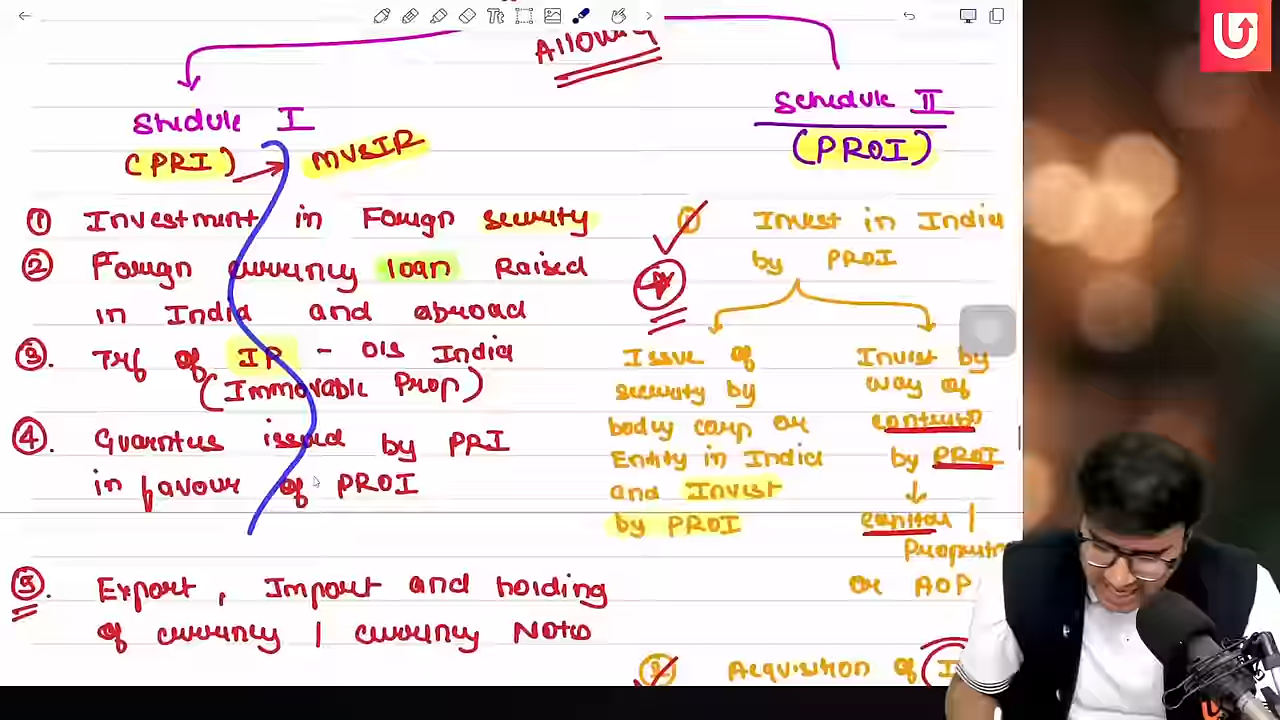 Allowed
Shedule I
(PRI) → MVSIR
① Investment in Foreign security
② Foreign currency loan Raised
in India and abroad
③. Trf of IP - O/s India
(Immovable Prop)
④ Guarantee issued by PRI
in favour of PROI
⑤. Export, Import and holding
of currency / currency Notes
Schedule II
(PROI)
① Invest in India
by PROI
Issue of
security by
body corp or
Entity in India
and Invest
by PROI
Invest by
way of
by PROI
capital /
or AOP
② Acquisition of I
Tt